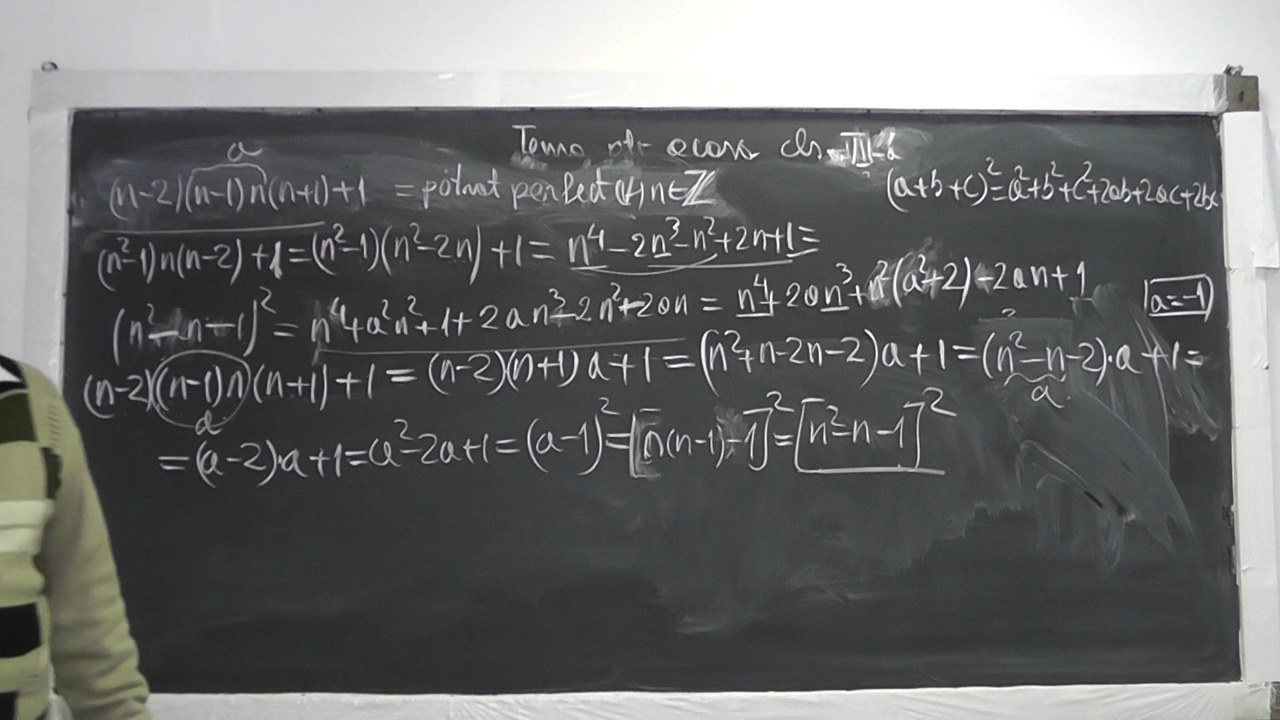 Tema ptr acasa cls. VII-a
a
(n-2)(n-1)n(n+1)+1 = pătrat perfect (∀) n∈ℤ
(a+b+c)²=a²+b²+c²+2ab+2ac+2bc
(n²-1)n(n-2)+1=(n²-1)(n²-2n)+1= n⁴-2n³-n²+2n+1=
(n²-n-1)² = n⁴+a²n²+1+2an³-2n²+2an = n⁴+2an³+n²(a²+2)-2an+1
a=-1
(n-2)(n-1)n(n+1)+1 = (n-2)(n+1)a+1=(n²+n-2n-2)a+1=(n²-n-2)·a+1=
a a
=(a-2)·a+1=a²-2a+1=(a-1)²=[n(n-1)-1]²=[n²-n-1]²